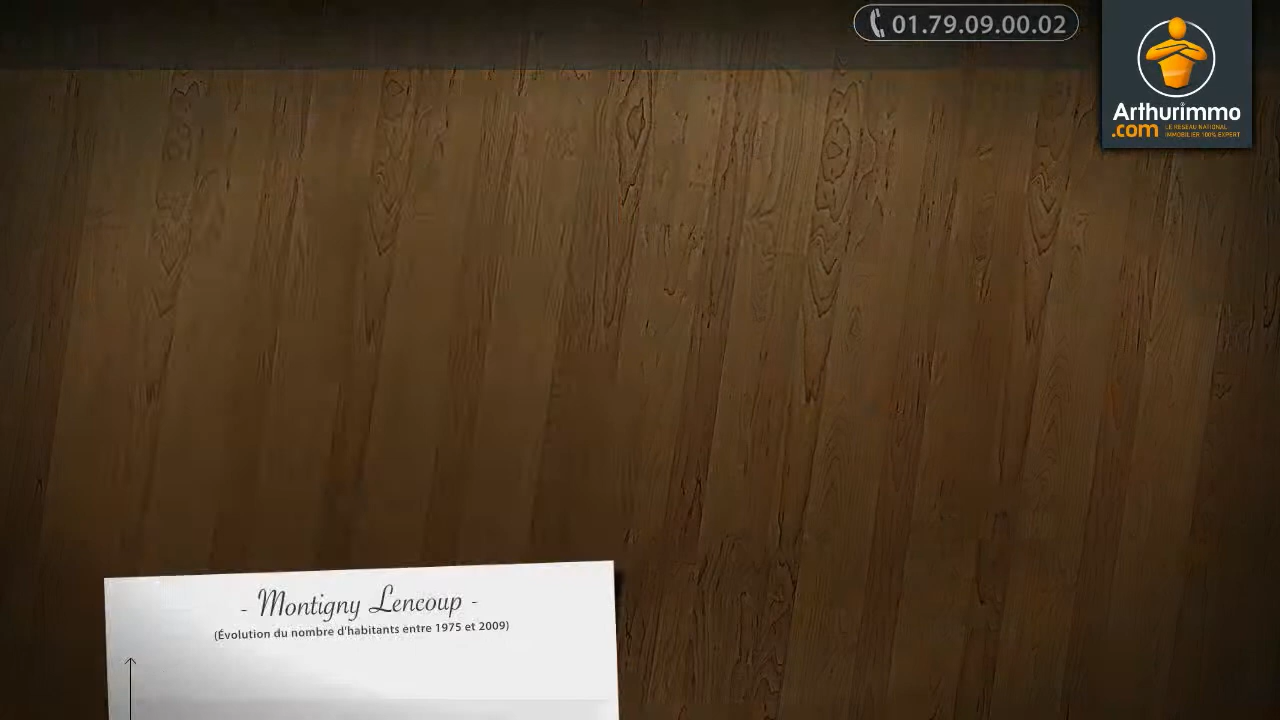 01.79.09.00.02
Arthurimmo
.com LE RESEAU NATIONAL
IMMOBILIER 100% EXPERT
- Montigny Lencoup -
(Évolution du nombre d'habitants entre 1975 et 2009)